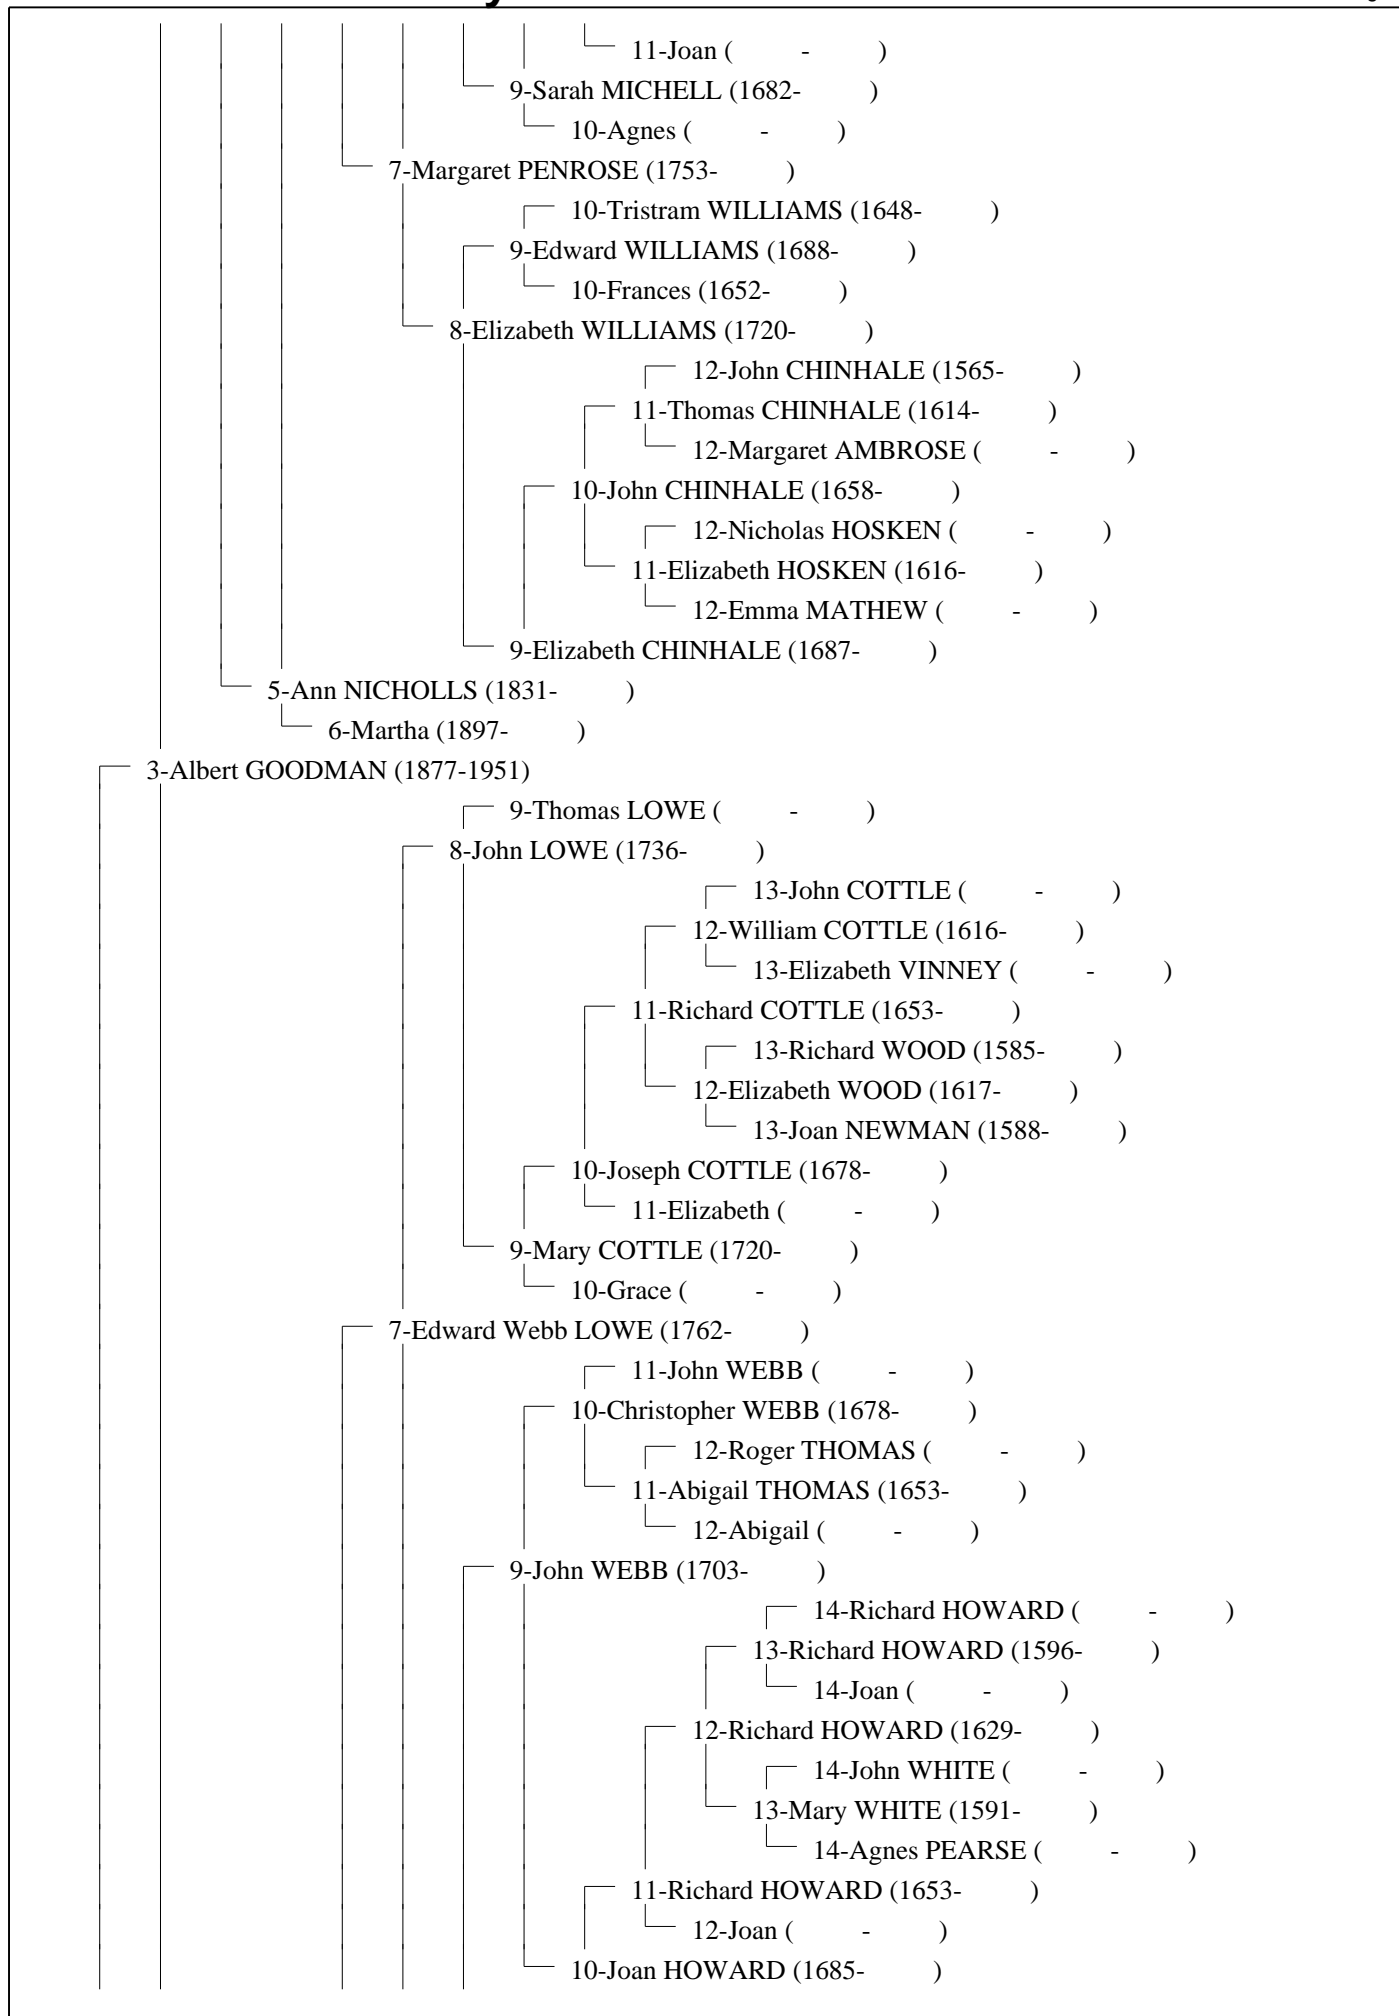 11-Joan ( - )
9-Sarah MICHELL (1682- )
10-Agnes ( - )
7-Margaret PENROSE (1753- )
10-Tristram WILLIAMS (1648- )
9-Edward WILLIAMS (1688- )
10-Frances (1652- )
8-Elizabeth WILLIAMS (1720- )
12-John CHINHALE (1565- )
11-Thomas CHINHALE (1614- )
12-Margaret AMBROSE ( - )
10-John CHINHALE (1658- )
12-Nicholas HOSKEN ( - )
11-Elizabeth HOSKEN (1616- )
12-Emma MATHEW ( - )
9-Elizabeth CHINHALE (1687- )
5-Ann NICHOLLS (1831- )
6-Martha (1897- )
3-Albert GOODMAN (1877-1951)
9-Thomas LOWE ( - )
8-John LOWE (1736- )
13-John COTTLE ( - )
12-William COTTLE (1616- )
13-Elizabeth VINNEY ( - )
11-Richard COTTLE (1653- )
13-Richard WOOD (1585- )
12-Elizabeth WOOD (1617- )
13-Joan NEWMAN (1588- )
10-Joseph COTTLE (1678- )
11-Elizabeth ( - )
9-Mary COTTLE (1720- )
10-Grace ( - )
7-Edward Webb LOWE (1762- )
11-John WEBB ( - )
10-Christopher WEBB (1678- )
12-Roger THOMAS ( - )
11-Abigail THOMAS (1653- )
12-Abigail ( - )
9-John WEBB (1703- )
14-Richard HOWARD ( - )
13-Richard HOWARD (1596- )
14-Joan ( - )
12-Richard HOWARD (1629- )
14-John WHITE ( - )
13-Mary WHITE (1591- )
14-Agnes PEARSE ( - )
11-Richard HOWARD (1653- )
12-Joan ( - )
10-Joan HOWARD (1685- )